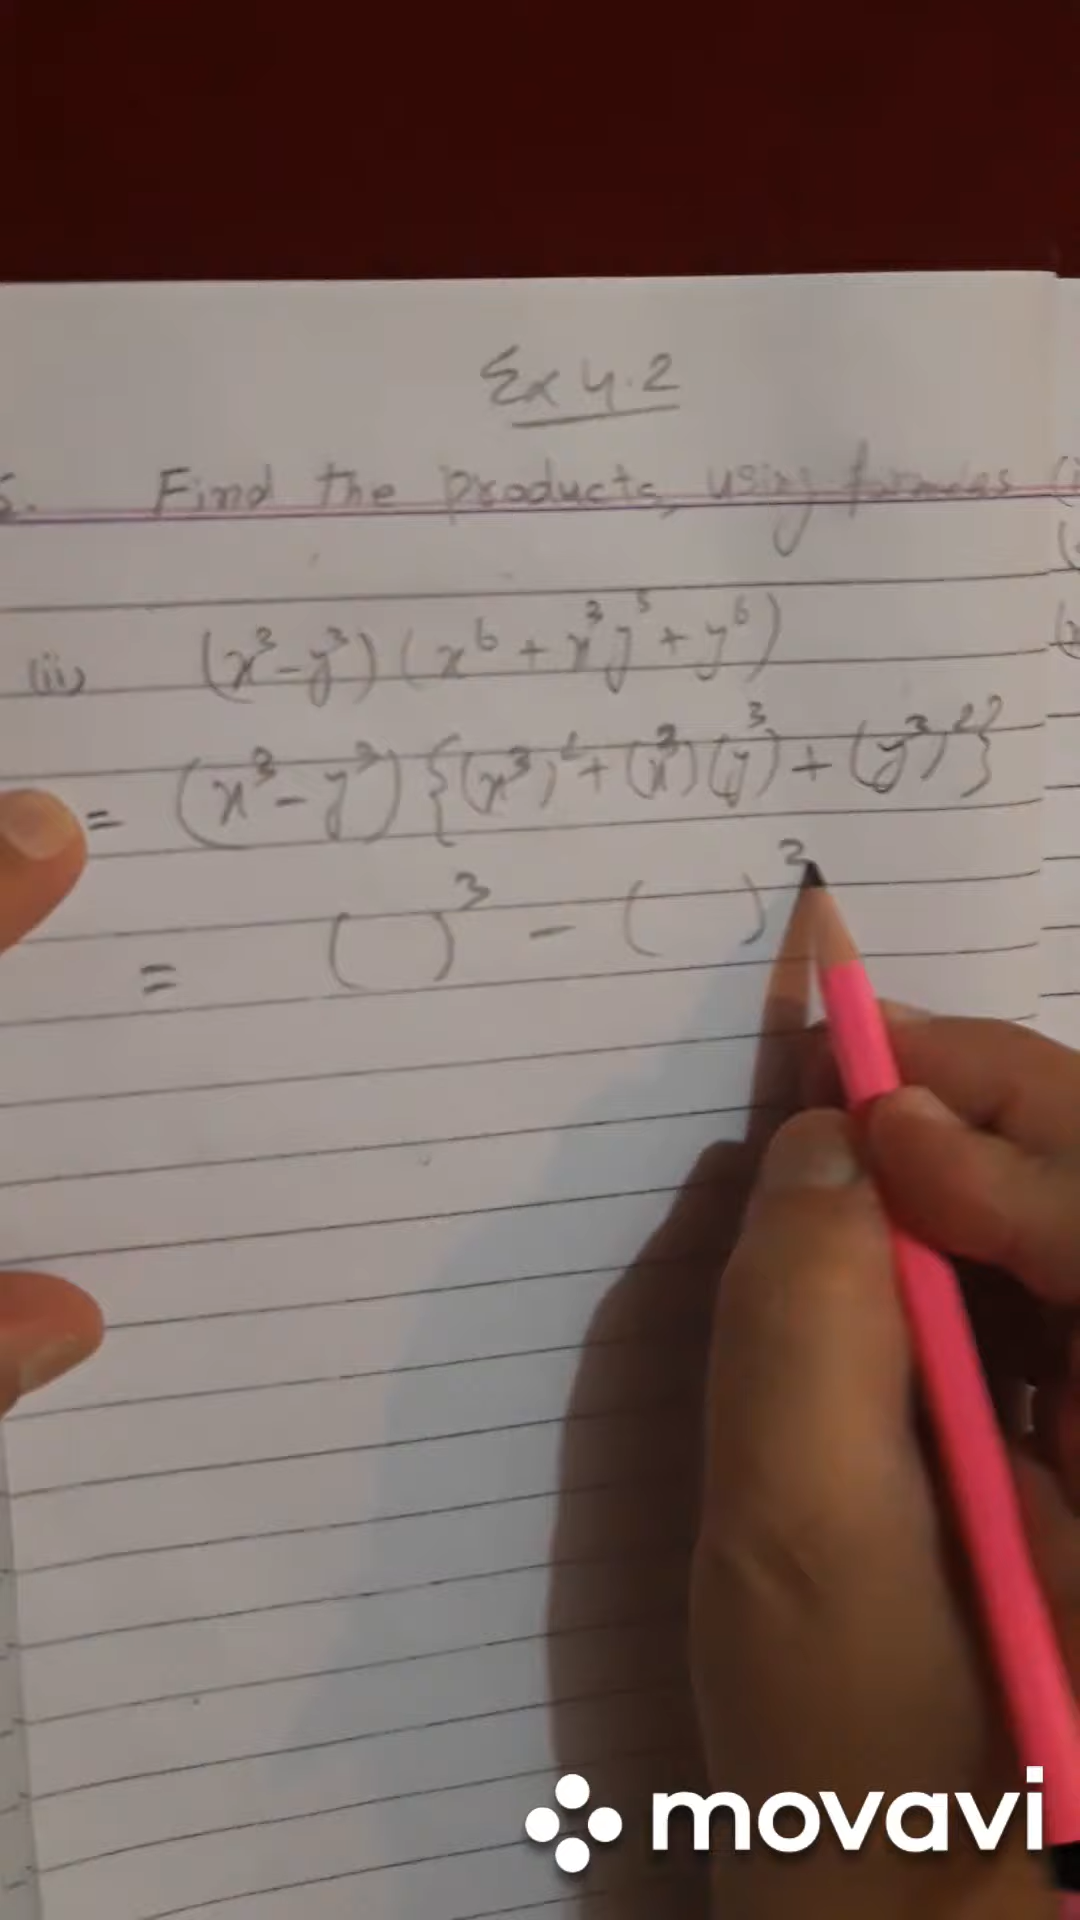 Ex 4.2
Find the products, using formulas
(ii) (x³-y³)(x⁶+x³y³+y⁶)
= (x³-y³){(x³)²+(x³)(y³)+(y³)²}
= ( )³ - ( )³
movavi